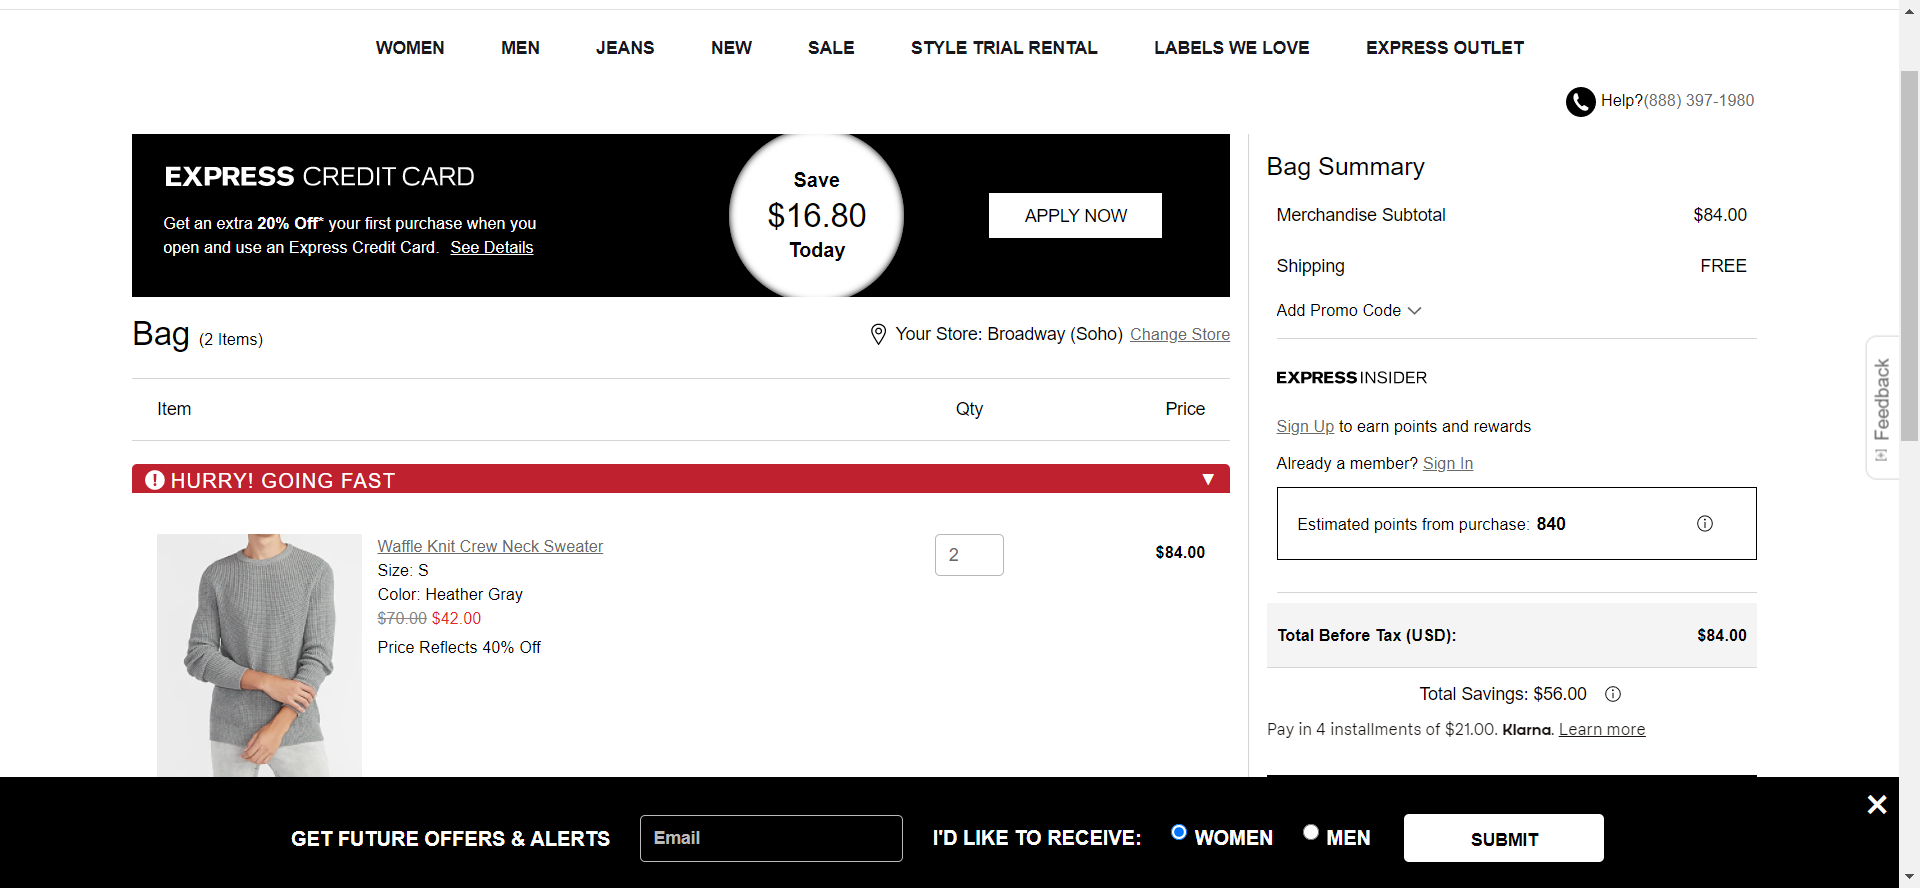 WOMEN MEN JEANS NEW SALE STYLE TRIAL RENTAL LABELS WE LOVE EXPRESS OUTLET
Help?(888) 397-1980
EXPRESS CREDIT CARD
Get an extra 20% Off* your first purchase when you
open and use an Express Credit Card. See Details
Save
$16.80
Today
APPLY NOW
Bag (2 Items)
Your Store: Broadway (Soho) Change Store
Item Qty Price
! HURRY! GOING FAST ▼
Waffle Knit Crew Neck Sweater
Size: S
Color: Heather Gray
$70.00 $42.00
Price Reflects 40% Off
2
$84.00
Bag Summary
Merchandise Subtotal $84.00
Shipping FREE
Add Promo Code
EXPRESS INSIDER
Sign Up to earn points and rewards
Already a member? Sign In
Estimated points from purchase: 840
Total Before Tax (USD): $84.00
Total Savings: $56.00
Pay in 4 installments of $21.00. Klarna. Learn more
[+] Feedback
GET FUTURE OFFERS & ALERTS Email I'D LIKE TO RECEIVE: WOMEN MEN SUBMIT